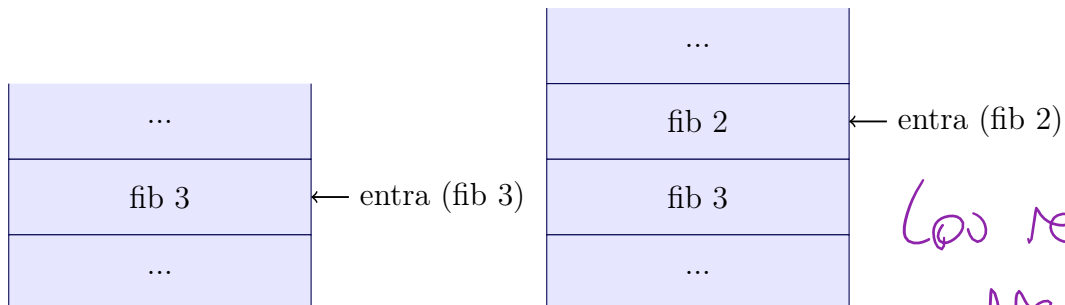 ...
fib 3
← entra (fib 3)
...
...
fib 2
← entra (fib 2)
fib 3
...